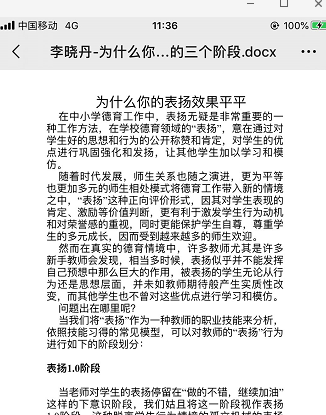 中国移动 4G 11:36 100%
李晓丹-为什么你...的三个阶段.docx
为什么你的表扬效果平平
在中小学德育工作中，表扬无疑是非常重要的一
种工作方法，在学校德育领域的“表扬”，意在通过对
学生好的思想和行为的公开称赞和肯定，对学生的优
点进行巩固强化和发扬，让其他学生加以学习和模
仿。
随着时代发展，师生关系也随之演进，更为平等
也更加多元的师生相处模式将德育工作带入新的情境
之中，“表扬”这种正向评价形式，因其对学生表现的
肯定、激励等价值判断，更有利于激发学生行为动机
和对荣誉感的重视，同时更能保护学生自尊，尊重学
生的多元成长，因而受到越来越多的师生欢迎。
然而在真实的德育情境中，许多教师尤其是许多
新手教师会发现，相当多时候，表扬似乎并不能发挥
自己预想中那么巨大的作用，被表扬的学生无论从行
为还是思想层面，并未如教师期待般产生实质性改
变，而其他学生也不曾对这些优点进行学习和模仿。
问题出在哪里呢？
当我们将“表扬”作为一种教师的职业技能来分析，
依照技能习得的常见模型，可以对教师的“表扬”行为
进行如下的阶段划分：
表扬1.0阶段
当老师对学生的表扬停留在“做的不错，继续加油”
这样的下意识阶段，我们姑且将这一阶段视作表扬